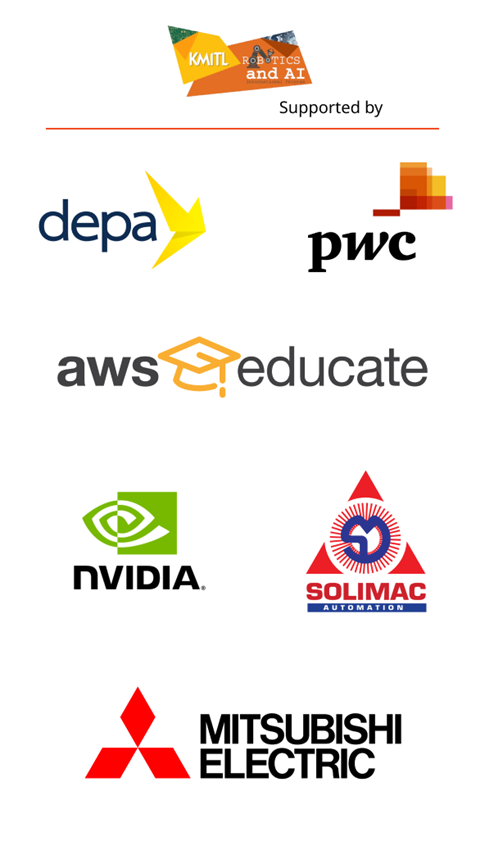 KMITL
ROBOTICS
and AI
Supported by
depa
pwc
aws educate
NVIDIA®
SOLIMAC
AUTOMATION
MITSUBISHI
ELECTRIC